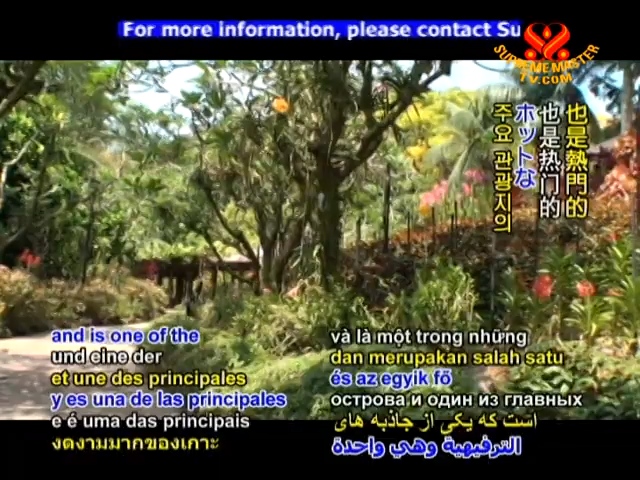 For more information, please contact Su
SUPREME MASTER
TV.COM
也是熱門的
也是热门的
ホットな
주요 관광지의
and is one of the
und eine der
et une des principales
y es una de las principales
e é uma das principais
งดงามมากของเกาะ
và là một trong những
dan merupakan salah satu
és az egyik fő
острова и один из главных
است که یکی از جاذبه های
الترفيهية وهي واحدة